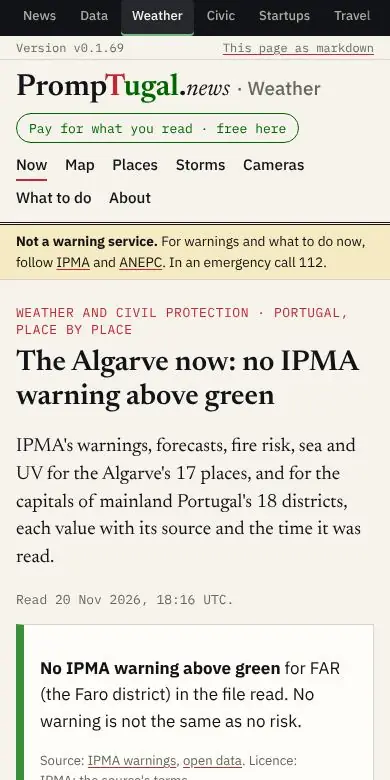 News Data Weather Civic Startups Travel
Version v0.1.69 This page as markdown
PrompTugal.news · Weather
Pay for what you read · free here
Now Map Places Storms Cameras
What to do About
Not a warning service. For warnings and what to do now,
follow IPMA and ANEPC. In an emergency call 112.
WEATHER AND CIVIL PROTECTION · PORTUGAL,
PLACE BY PLACE
The Algarve now: no IPMA
warning above green
IPMA's warnings, forecasts, fire risk, sea and
UV for the Algarve's 17 places, and for the
capitals of mainland Portugal's 18 districts,
each value with its source and the time it was
read.
Read 20 Nov 2026, 18:16 UTC.
No IPMA warning above green for FAR
(the Faro district) in the file read. No
warning is not the same as no risk.
Source: IPMA warnings, open data. Licence:
IPMA: the source's terms